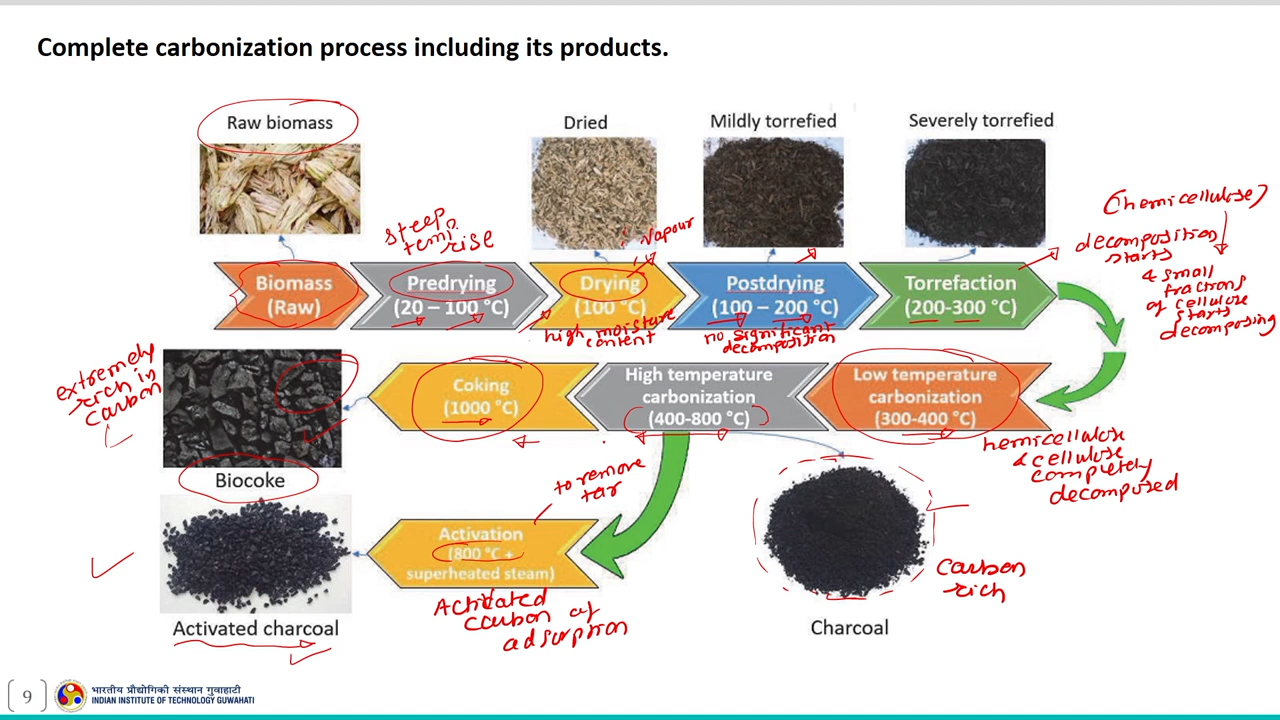 Complete carbonization process including its products.
Raw biomass
Dried
Mildly torrefied
Severely torrefied
(hemicellulose)
steep
temp.
rise
vapour
decomposition
starts
& small
fractions
of cellulose
starts
decomposing
Biomass
(Raw)
Predrying
(20 – 100 °C)
Drying
(100 °C)
Postdrying
(100 – 200 °C)
Torrefaction
(200-300 °C)
high moisture
content
no significant
decomposition
extremely
rich in
carbon
Coking
(1000 °C)
High temperature
carbonization
(400-800 °C)
Low temperature
carbonization
(300-400 °C)
hemicellulose
& cellulose
completely
decomposed
Biocoke
to remove
tar
Activation
(800 °C +
superheated steam)
Activated
carbon of
adsorption
carbon
rich
Activated charcoal
Charcoal
9
भारतीय प्रौद्योगिकी संस्थान गुवाहाटी
INDIAN INSTITUTE OF TECHNOLOGY GUWAHATI